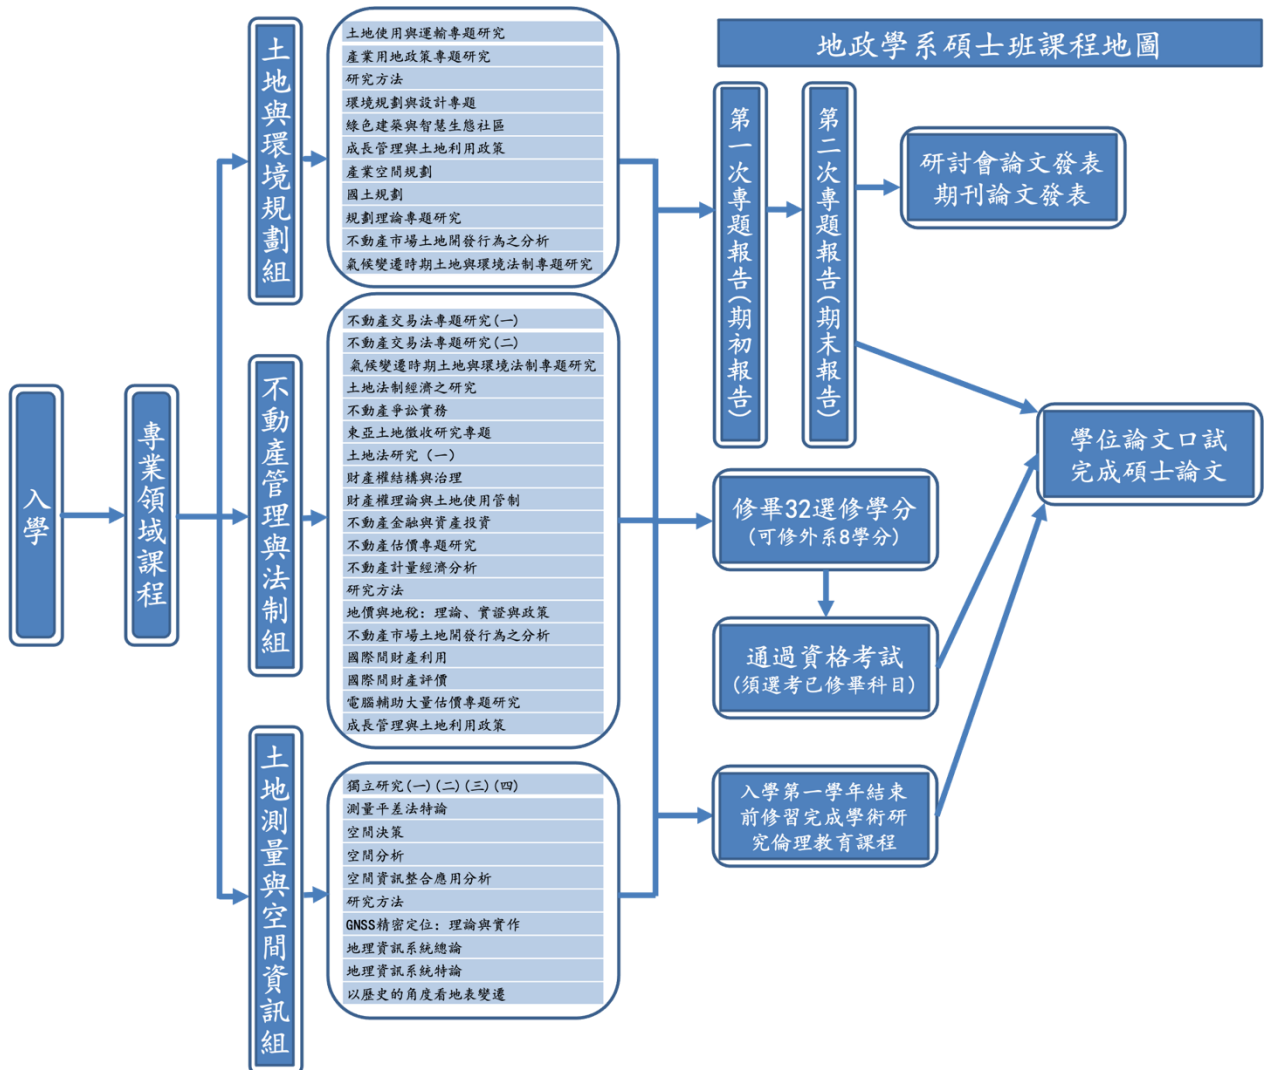 地政學系碩士班課程地圖
入學
專業領域課程
土地與環境規劃組
土地使用與運輸專題研究
產業用地政策專題研究
研究方法
環境規劃與設計專題
綠色建築與智慧生態社區
成長管理與土地利用政策
產業空間規劃
國土規劃
規劃理論專題研究
不動產市場土地開發行為之分析
氣候變遷時期土地與環境法制專題研究
不動產管理與法制組
不動產交易法專題研究(一)
不動產交易法專題研究(二)
氣候變遷時期土地與環境法制專題研究
土地法制經濟之研究
不動產爭訟實務
東亞土地徵收研究專題
土地法研究（一）
財產權結構與治理
財產權理論與土地使用管制
不動產金融與資產投資
不動產估價專題研究
不動產計量經濟分析
研究方法
地價與地稅：理論、實證與政策
不動產市場土地開發行為之分析
國際間財產利用
國際間財產評價
電腦輔助大量估價專題研究
成長管理與土地利用政策
土地測量與空間資訊組
獨立研究(一)(二)(三)(四)
測量平差法特論
空間決策
空間分析
空間資訊整合應用分析
研究方法
GNSS精密定位：理論與實作
地理資訊系統總論
地理資訊系統特論
以歷史的角度看地表變遷
第一次專題報告(期初報告)
第二次專題報告(期末報告)
研討會論文發表
期刊論文發表
修畢32選修學分
(可修外系8學分)
通過資格考試
(須選考已修畢科目)
入學第一學年結束
前修習完成學術研
究倫理教育課程
學位論文口試
完成碩士論文